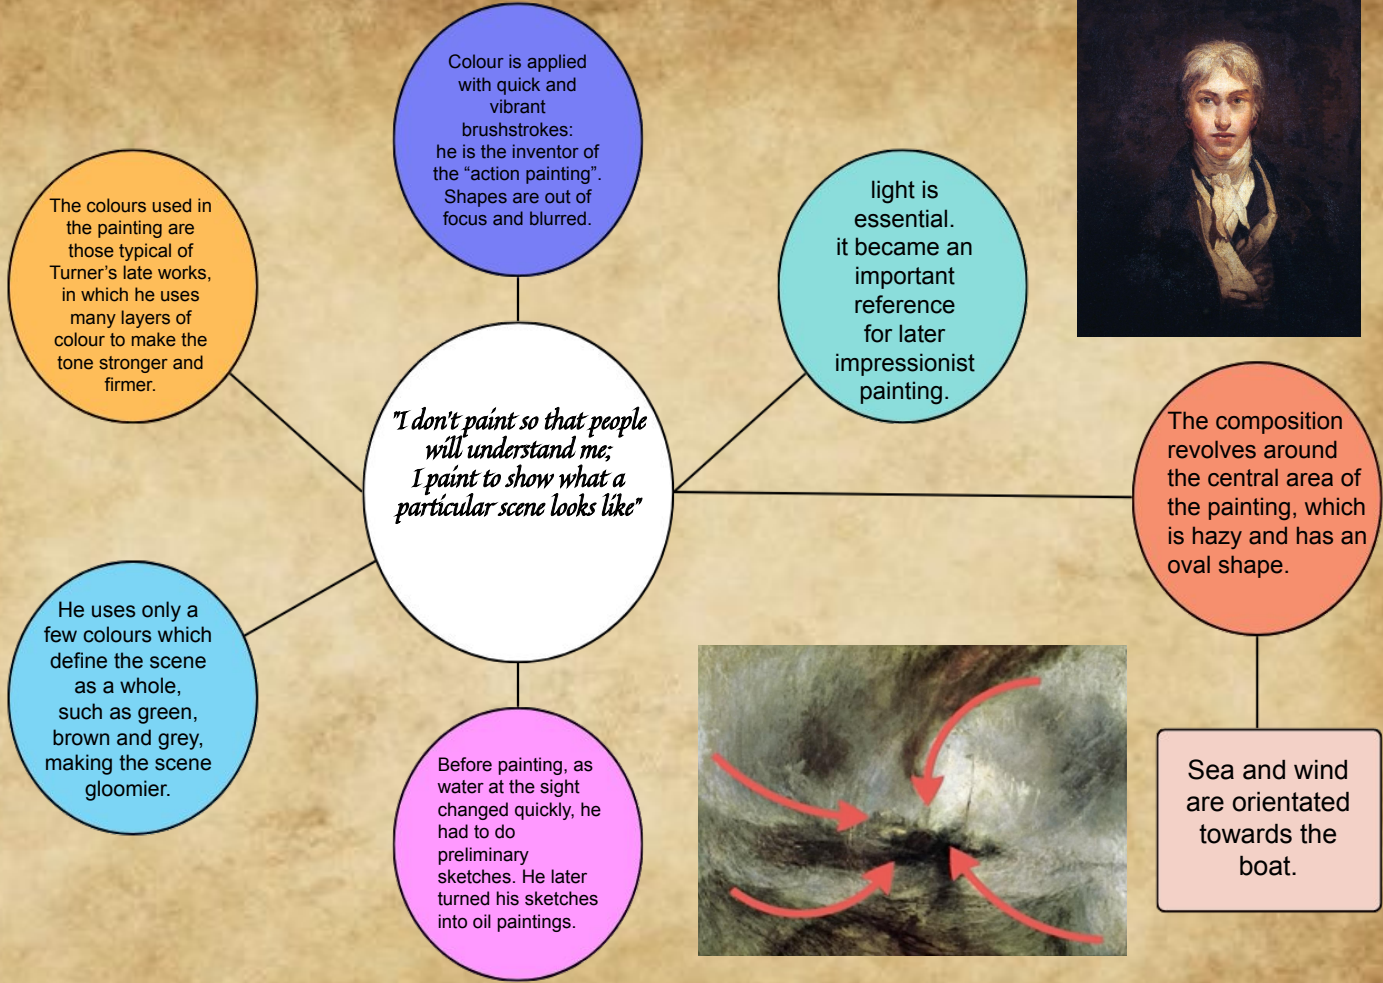 Colour is applied
with quick and
vibrant
brushstrokes:
he is the inventor of
the “action painting”.
Shapes are out of
focus and blurred.
The colours used in
the painting are
those typical of
Turner’s late works,
in which he uses
many layers of
colour to make the
tone stronger and
firmer.
light is
essential.
it became an
important
reference
for later
impressionist
painting.
"I don't paint so that people
will understand me;
I paint to show what a
particular scene looks like"
The composition
revolves around
the central area of
the painting, which
is hazy and has an
oval shape.
He uses only a
few colours which
define the scene
as a whole,
such as green,
brown and grey,
making the scene
gloomier.
Before painting, as
water at the sight
changed quickly, he
had to do
preliminary
sketches. He later
turned his sketches
into oil paintings.
Sea and wind
are orientated
towards the
boat.